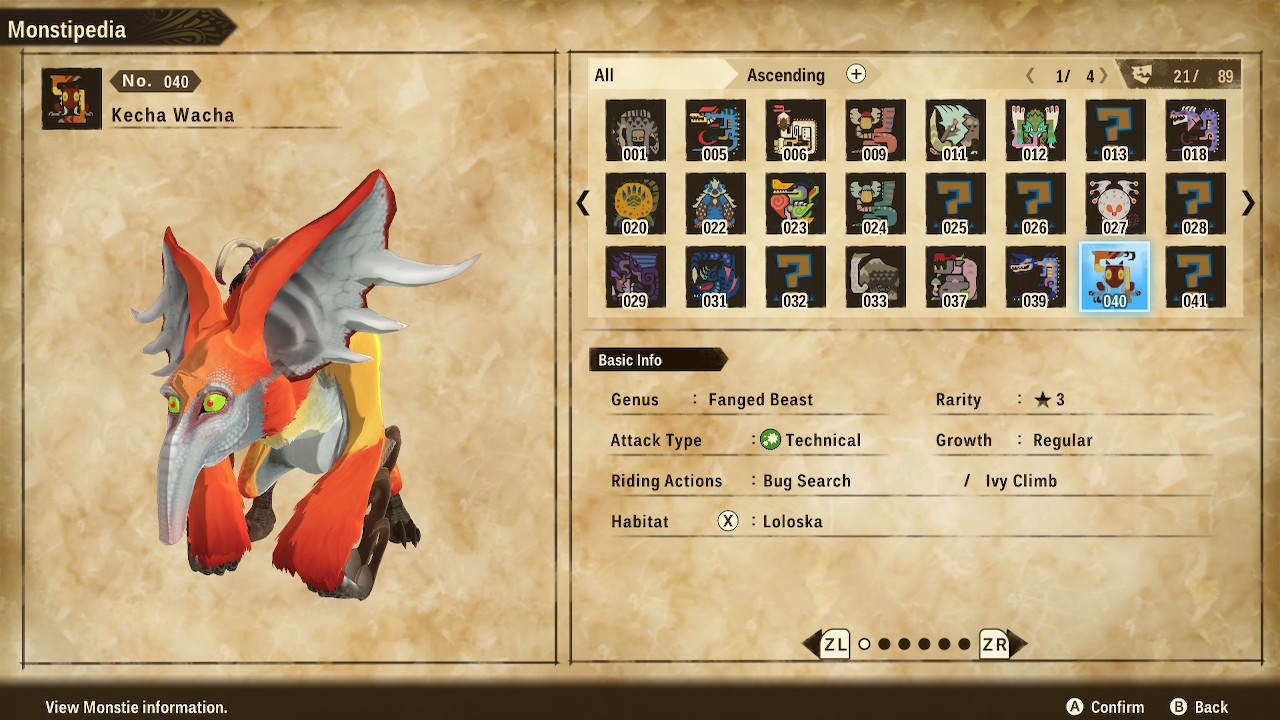 Monstipedia
No. 040
Kecha Wacha
All
Ascending
1/ 4
21/ 89
001 005 006 009 011 012 ? 013 018
020 022 023 024 ? 025 ? 026 027 ? 028
029 031 ? 032 033 037 039 040 ? 041
Basic Info
Genus : Fanged Beast
Rarity : ★ 3
Attack Type : Technical
Growth : Regular
Riding Actions : Bug Search / Ivy Climb
Habitat X : Loloska
ZL ZR
View Monstie information.
A Confirm B Back